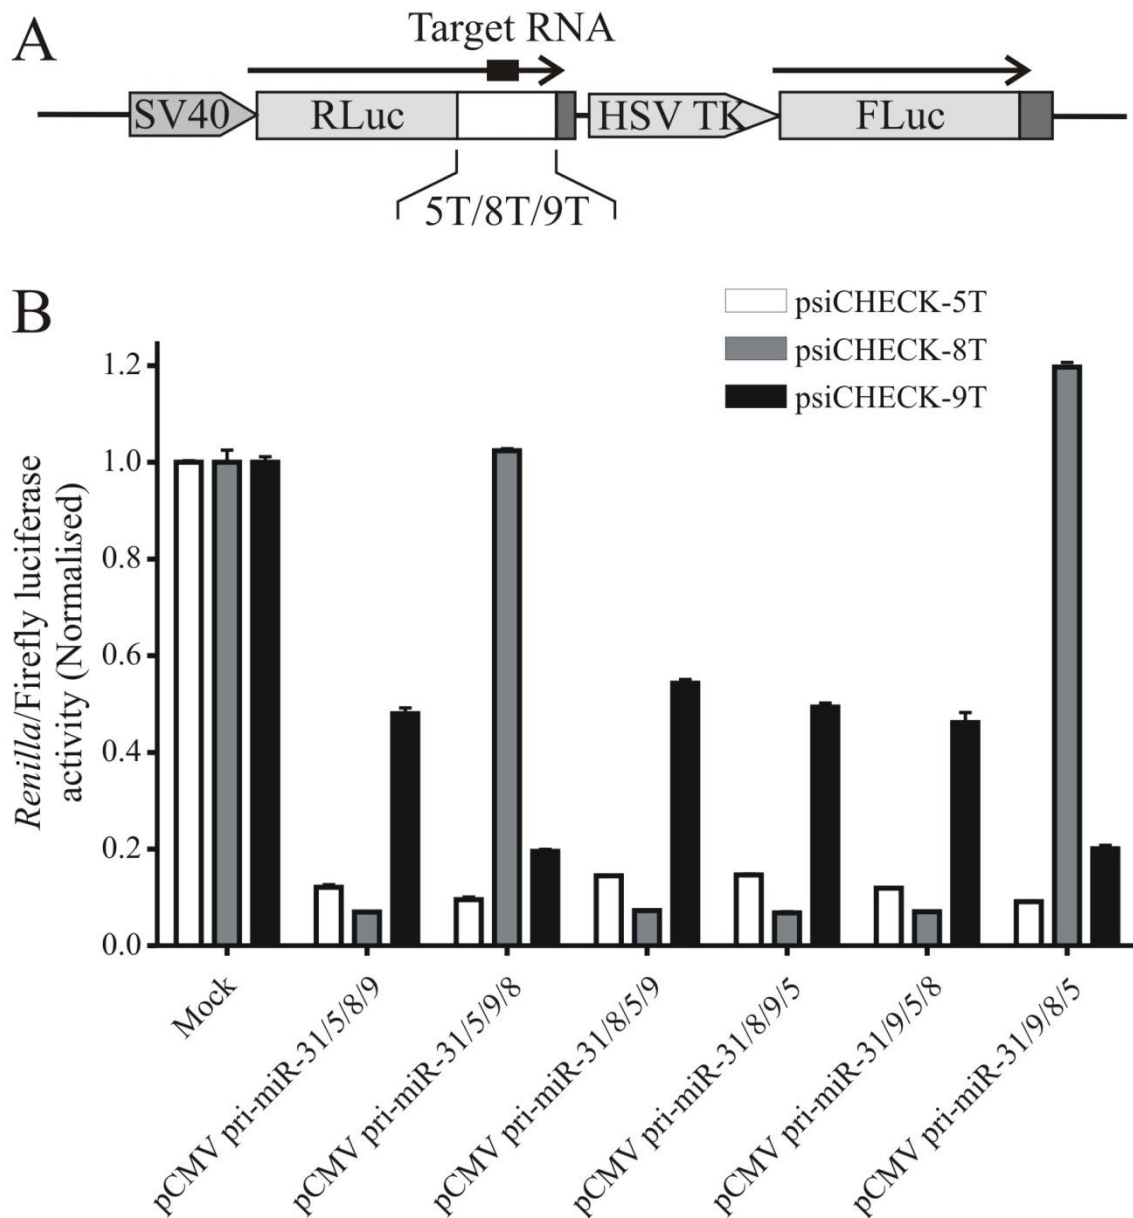 A
Target RNA
SV40 RLuc HSV TK FLuc
5T/8T/9T
B
psiCHECK-5T
psiCHECK-8T
psiCHECK-9T
Renilla/Firefly luciferase
activity (Normalised)
1.2
1.0
0.8
0.6
0.4
0.2
0.0
Mock
pCMV pri-miR-31/5/8/9
pCMV pri-miR-31/5/9/8
pCMV pri-miR-31/8/5/9
pCMV pri-miR-31/8/9/5
pCMV pri-miR-31/9/5/8
pCMV pri-miR-31/9/8/5